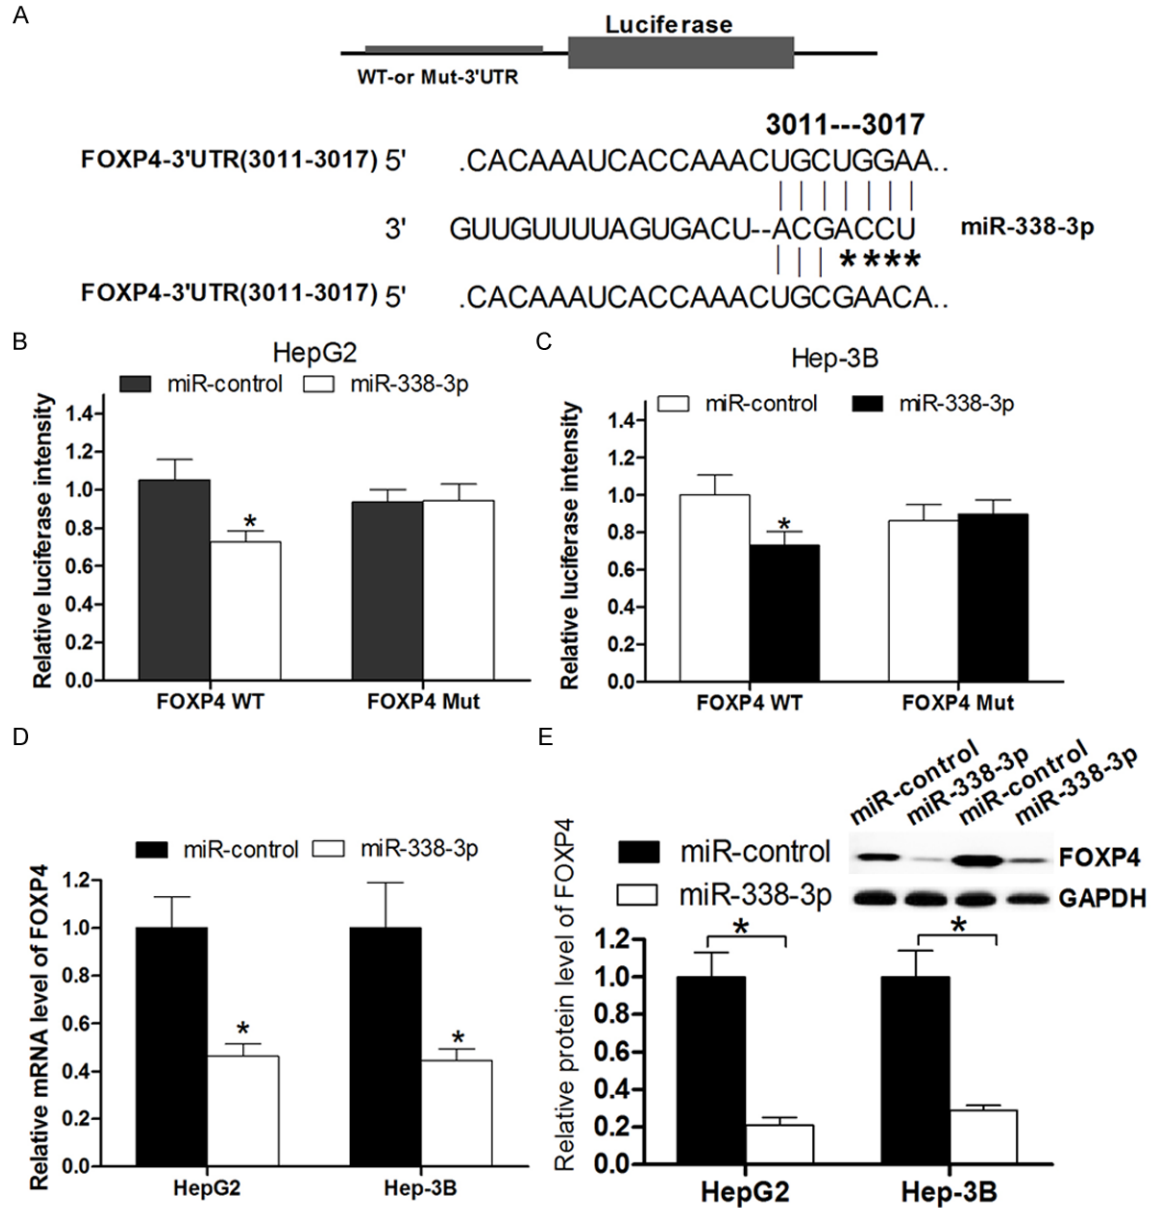 A
Luciferase
WT-or Mut-3'UTR
3011---3017
FOXP4-3'UTR(3011-3017) 5' .CACAAAUCACCAAACUGCUGGAA..
3' GUUGUUUUAGUGACU--ACGACCU miR-338-3p
****
FOXP4-3'UTR(3011-3017) 5' .CACAAAUCACCAAACUGCGAACA..
B
HepG2
miR-control miR-338-3p
Relative luciferase intensity
1.4
1.2
1.0
0.8
0.6
0.4
0.2
0.0
*
FOXP4 WT FOXP4 Mut
C
Hep-3B
miR-control miR-338-3p
Relative luciferase intensity
1.4
1.2
1.0
0.8
0.6
0.4
0.2
0.0
*
FOXP4 WT FOXP4 Mut
D
miR-control miR-338-3p
Relative mRNA level of FOXP4
1.2
1.0
0.8
0.6
0.4
0.2
0.0
* *
HepG2 Hep-3B
E
miR-control miR-338-3p miR-control miR-338-3p
FOXP4
GAPDH
miR-control
miR-338-3p
Relative protein level of FOXP4
1.2
1.0
0.8
0.6
0.4
0.2
0.0
* *
HepG2 Hep-3B